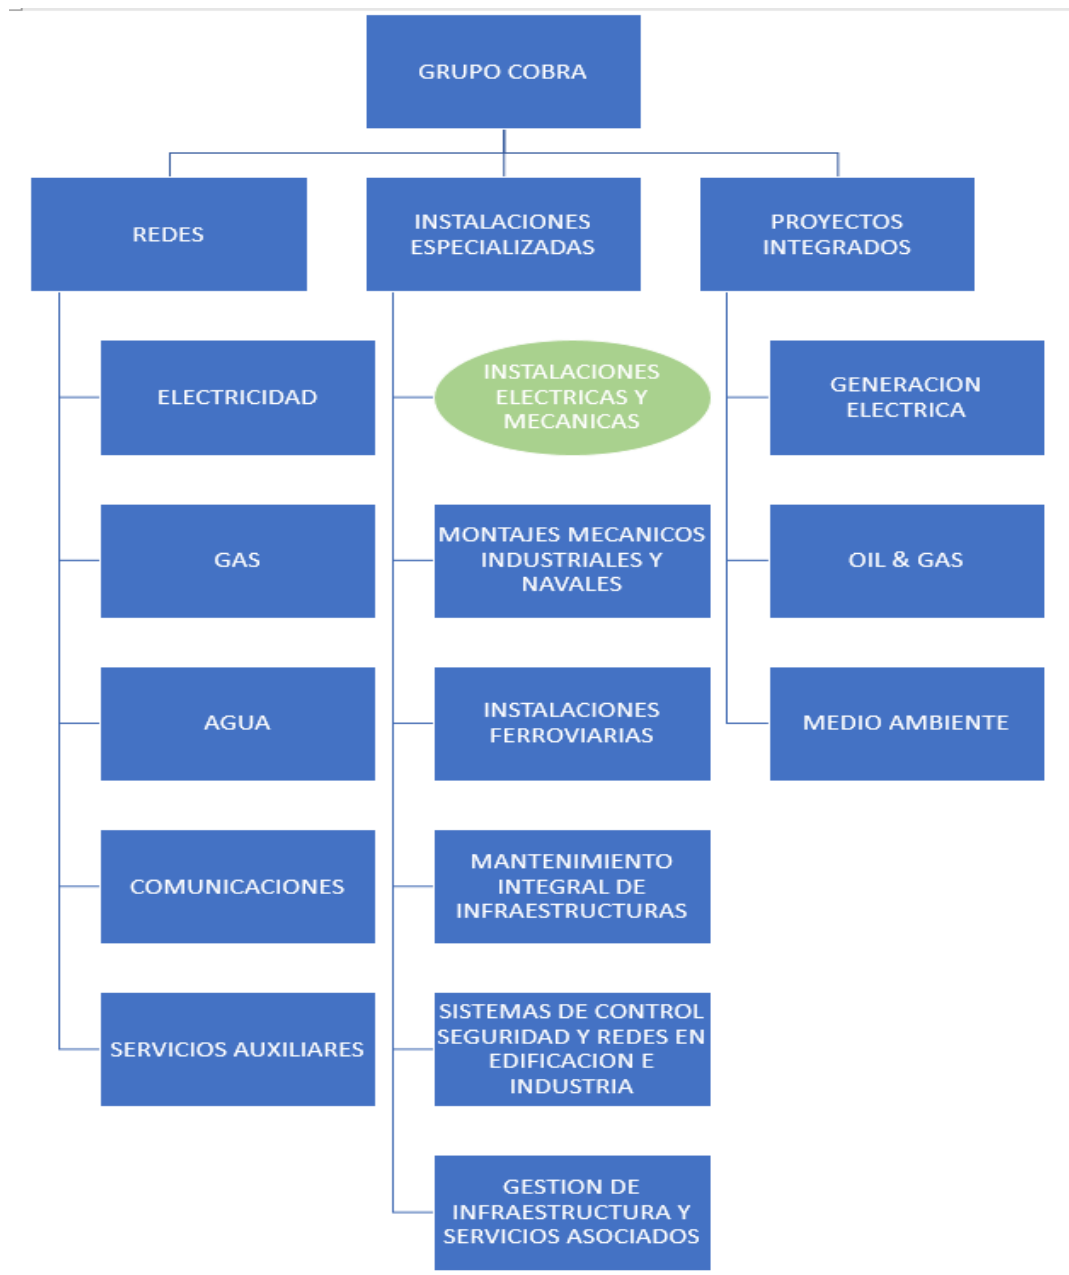 GRUPO COBRA
REDES
INSTALACIONES
ESPECIALIZADAS
PROYECTOS
INTEGRADOS
ELECTRICIDAD
GAS
AGUA
COMUNICACIONES
SERVICIOS AUXILIARES
INSTALACIONES
ELECTRICAS Y
MECANICAS
MONTAJES MECANICOS
INDUSTRIALES Y
NAVALES
INSTALACIONES
FERROVIARIAS
MANTENIMIENTO
INTEGRAL DE
INFRAESTRUCTURAS
SISTEMAS DE CONTROL
SEGURIDAD Y REDES EN
EDIFICACION E
INDUSTRIA
GESTION DE
INFRAESTRUCTURA Y
SERVICIOS ASOCIADOS
GENERACION
ELECTRICA
OIL & GAS
MEDIO AMBIENTE